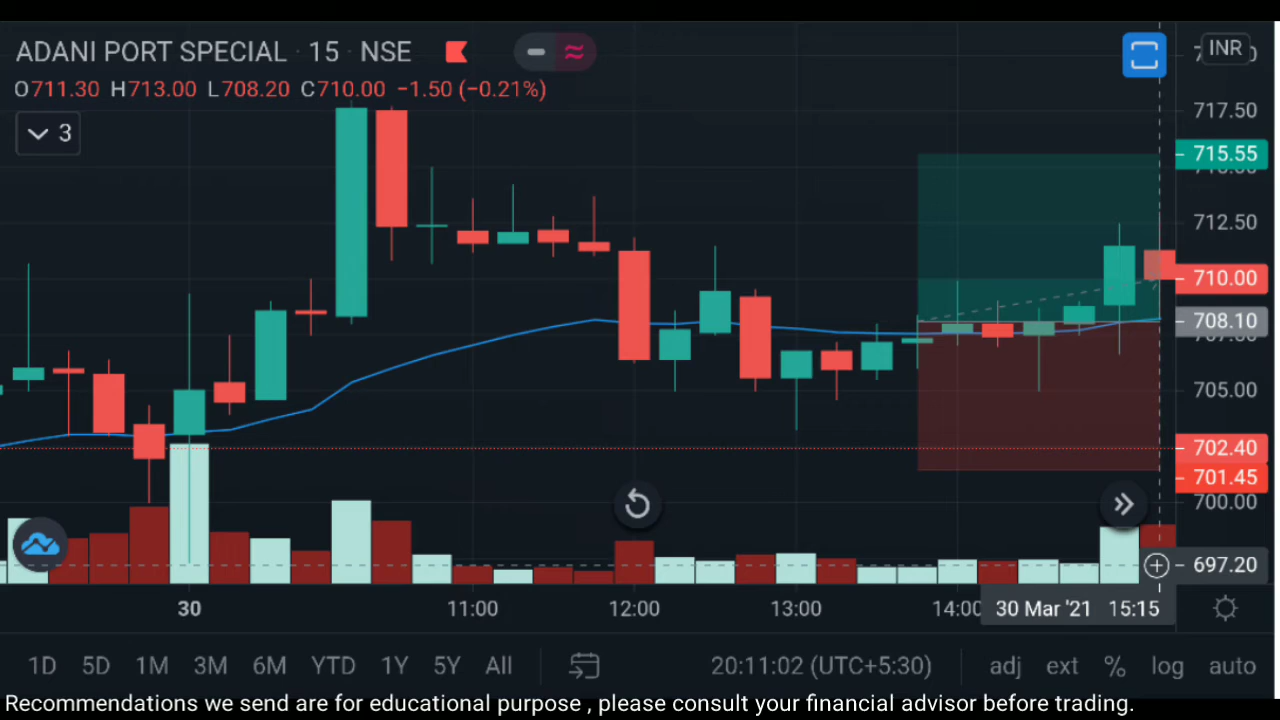 ADANI PORT SPECIAL · 15 · NSE
INR
O711.30 H713.00 L708.20 C710.00 −1.50 (−0.21%)
3
717.50
715.55
712.50
710.00
708.10
705.00
702.40
701.45
700.00
697.20
30 11:00 12:00 13:00 14:00 30 Mar '21 15:15
1D 5D 1M 3M 6M YTD 1Y 5Y All 20:11:02 (UTC+5:30) adj ext % log auto
Recommendations we send are for educational purpose , please consult your financial advisor before trading.